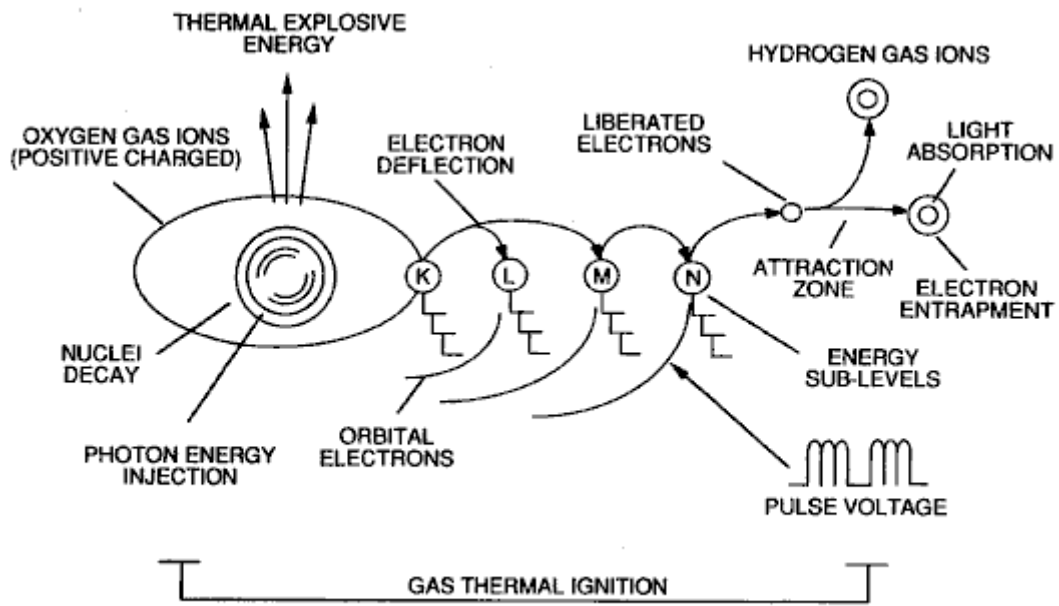 THERMAL EXPLOSIVE
ENERGY
HYDROGEN GAS IONS
OXYGEN GAS IONS
(POSITIVE CHARGED)
ELECTRON
DEFLECTION
LIBERATED
ELECTRONS
LIGHT
ABSORPTION
K
L
M
N
ATTRACTION
ZONE
ELECTRON
ENTRAPMENT
NUCLEI
DECAY
ENERGY
SUB-LEVELS
PHOTON ENERGY
INJECTION
ORBITAL
ELECTRONS
PULSE VOLTAGE
GAS THERMAL IGNITION